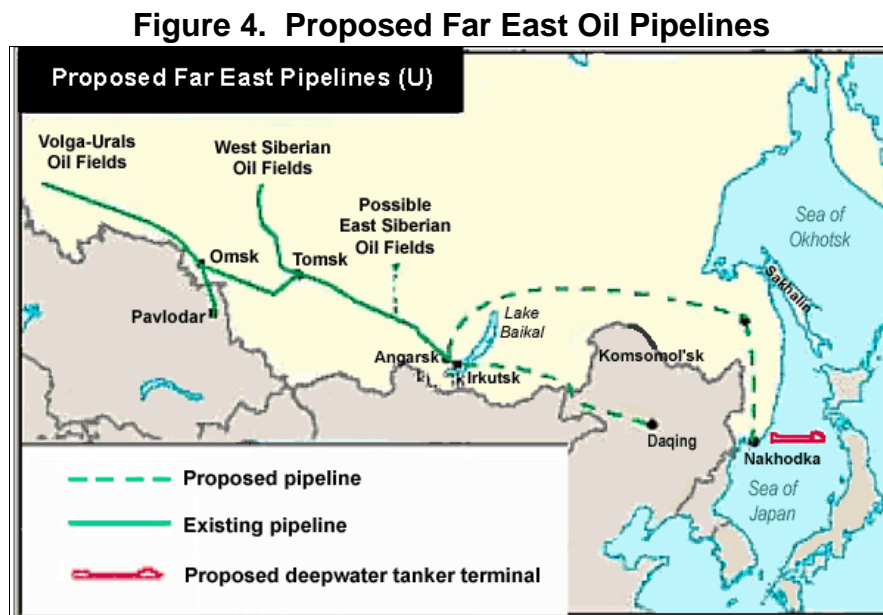 Figure 4. Proposed Far East Oil Pipelines
Proposed Far East Pipelines (U)
Volga-Urals
Oil Fields
West Siberian
Oil Fields
Possible
East Siberian
Oil Fields
Sea of
Okhotsk
Omsk
Tomsk
Sakhalin
Pavlodar
Lake
Baikal
Angarsk
Komsomol'sk
Irkutsk
Daqing
Nakhodka
Sea of
Japan
Proposed pipeline
Existing pipeline
Proposed deepwater tanker terminal